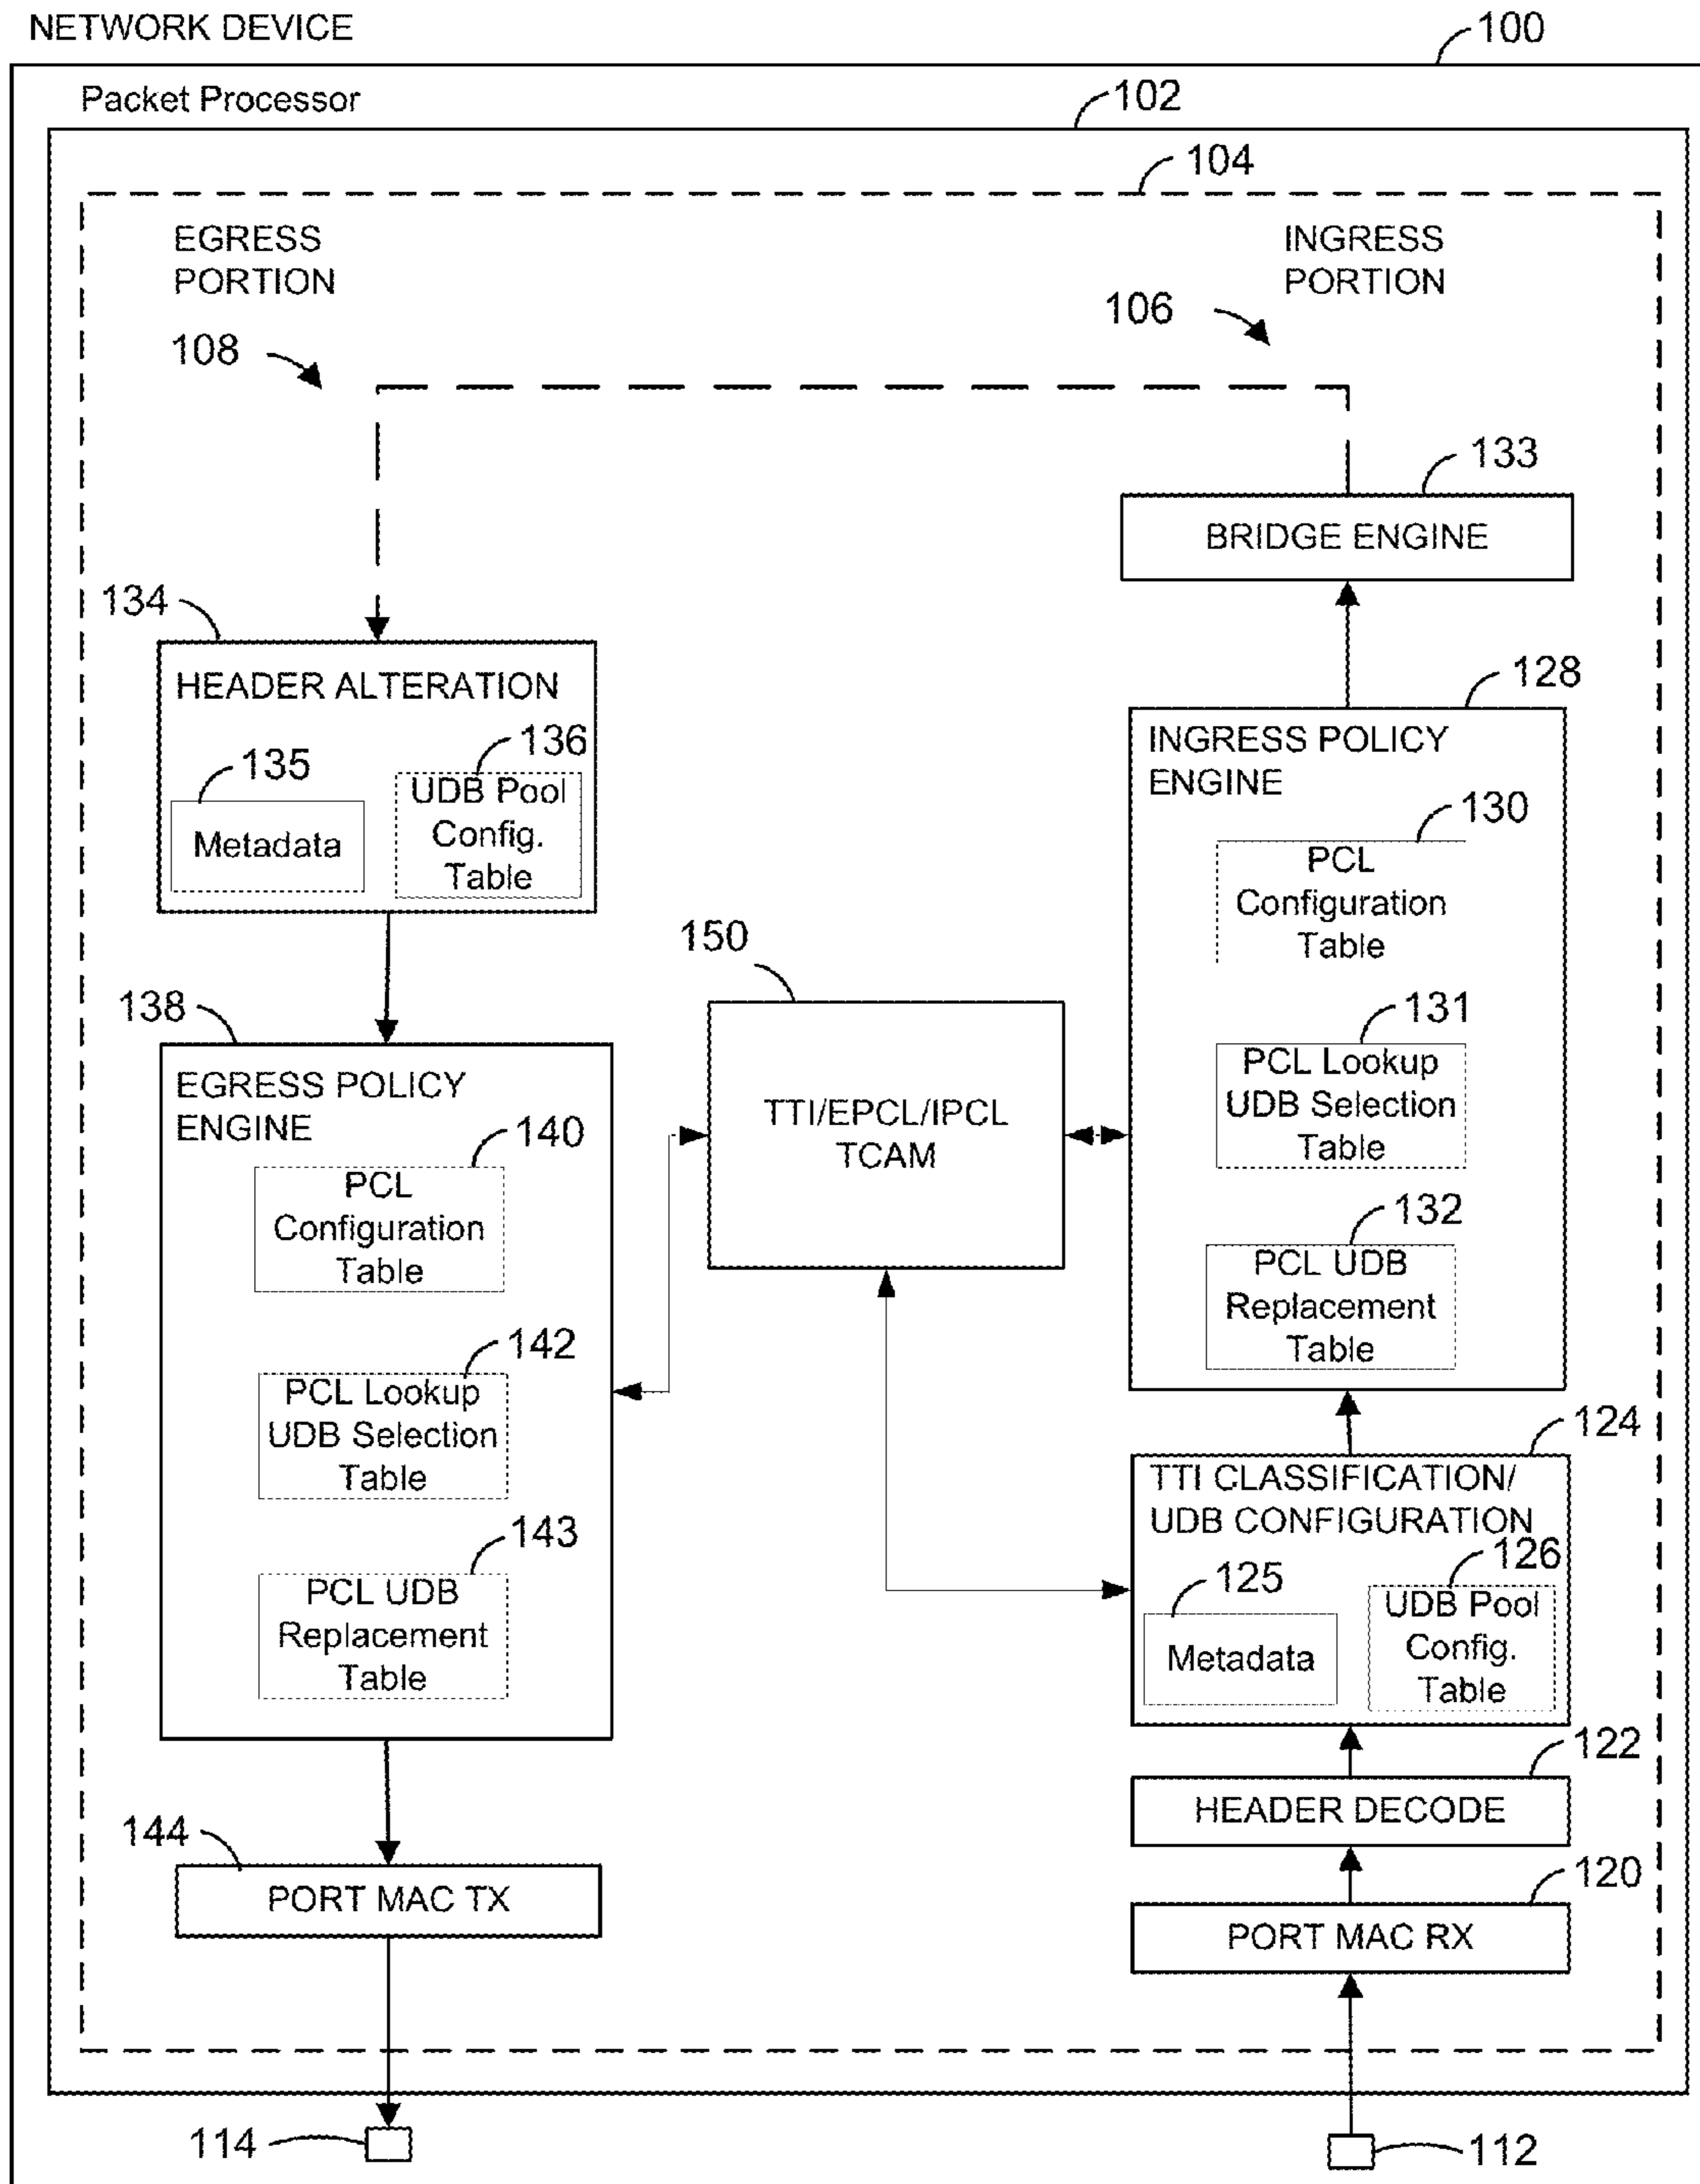 NETWORK DEVICE
100
Packet Processor
102
104
EGRESS
PORTION
INGRESS
PORTION
106
108
133
BRIDGE ENGINE
134
HEADER ALTERATION
135
Metadata
136
UDB Pool
Config.
Table
128
INGRESS POLICY
ENGINE
130
PCL
Configuration
Table
131
PCL Lookup
UDB Selection
Table
132
PCL UDB
Replacement
Table
150
TTI/EPCL/IPCL
TCAM
138
EGRESS POLICY
ENGINE
140
PCL
Configuration
Table
142
PCL Lookup
UDB Selection
Table
143
PCL UDB
Replacement
Table
124
TTI CLASSIFICATION/
UDB CONFIGURATION
125
Metadata
126
UDB Pool
Config.
Table
122
HEADER DECODE
144
PORT MAC TX
120
PORT MAC RX
114
112